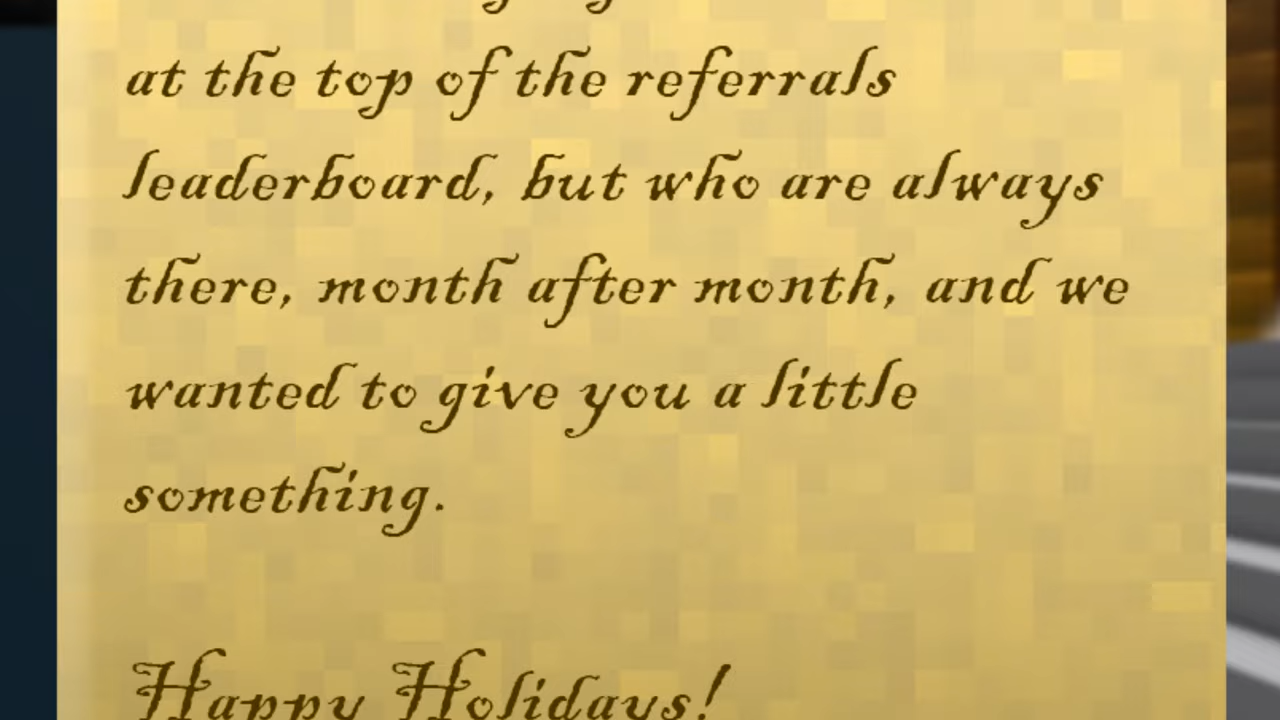 at the top of the referrals
leaderboard, but who are always
there, month after month, and we
wanted to give you a little
something.
Happy Holidays!